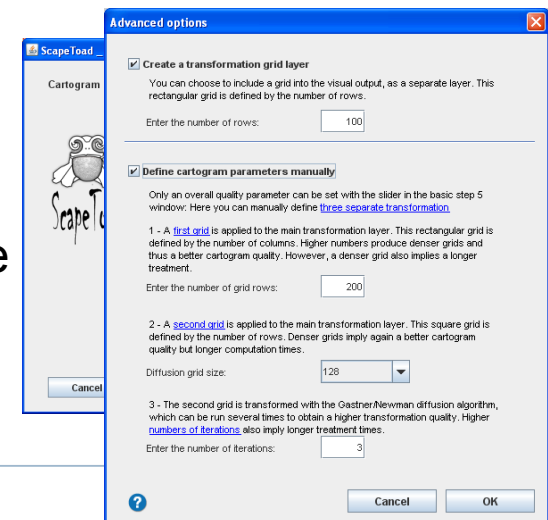 Advanced options
ScapeToad _
Cartogram
ScapeTo
e
Cancel
Create a transformation grid layer
You can choose to include a grid into the visual output, as a separate layer. This
rectangular grid is defined by the number of rows.
Enter the number of rows: 100
Define cartogram parameters manually
Only an overall quality parameter can be set with the slider in the basic step 5
window: Here you can manually define three separate transformation
1 - A first grid is applied to the main transformation layer. This rectangular grid is
defined by the number of columns. Higher numbers produce denser grids and
thus a better cartogram quality. However, a denser grid also implies a longer
treatment.
Enter the number of grid rows: 200
2 - A second grid is applied to the main transformation layer. This square grid is
defined by the number of rows. Denser grids imply again a better cartogram
quality but longer computation times.
Diffusion grid size: 128
3 - The second grid is transformed with the Gastner/Newman diffusion algorithm,
which can be run several times to obtain a higher transformation quality. Higher
numbers of iterations also imply longer treatment times.
Enter the number of iterations: 3
? Cancel OK